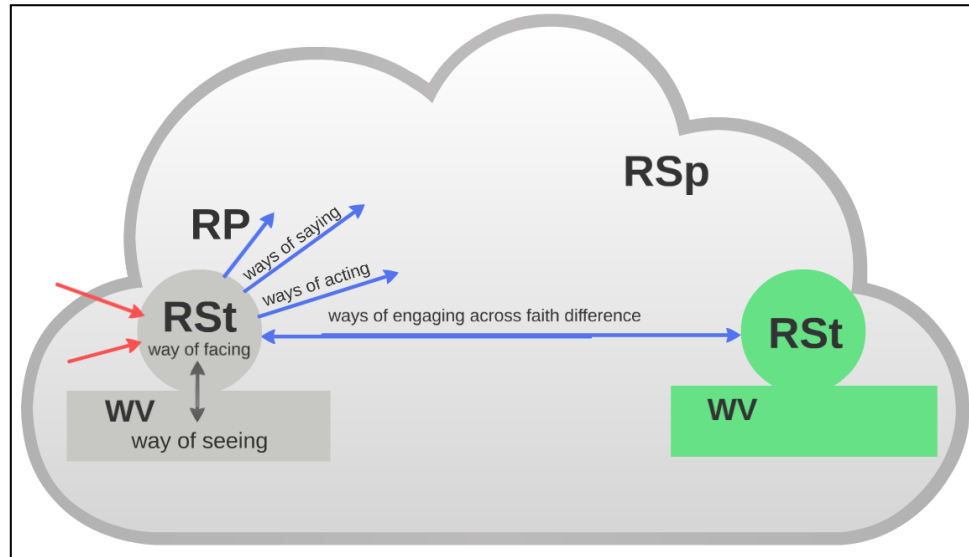 RSp
RP
ways of saying
ways of acting
RSt
way of facing
ways of engaging across faith difference
RSt
WV
way of seeing
WV